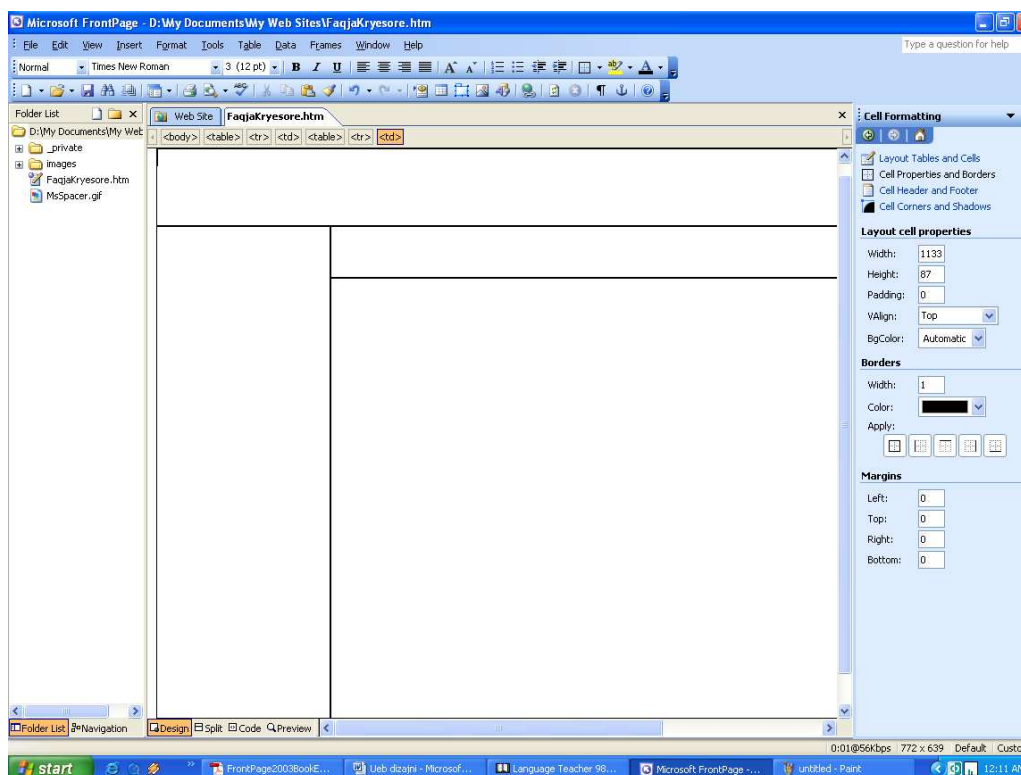 Microsoft FrontPage - D:\My Documents\My Web Sites\FaqjaKryesore.htm
File Edit View Insert Format Tools Table Data Frames Window Help
Type a question for help
Normal Times New Roman 3 (12 pt) B I U
Folder List
Web Site FaqjaKryesore.htm
Cell Formatting
D:\My Documents\My Web
<body> <table> <tr> <td> <table> <tr> <td>
_private
images
FaqjaKryesore.htm
MsSpacer.gif
Layout Tables and Cells
Cell Properties and Borders
Cell Header and Footer
Cell Corners and Shadows
Layout cell properties
Width: 1133
Height: 87
Padding: 0
VAlign: Top
BgColor: Automatic
Borders
Width: 1
Color:
Apply:
Margins
Left: 0
Top: 0
Right: 0
Bottom: 0
Folder List Navigation
Design Split Code Preview
0:01@56Kbps 772 x 639 Default Custo
start FrontPage2003BookE... Ueb dizajni - Microsof... Language Teacher 98... Microsoft FrontPage -... untitled - Paint 12:11 AM